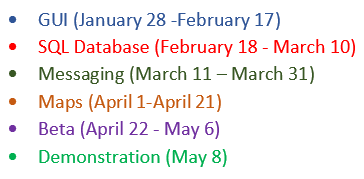 • GUI (January 28 -February 17)
• SQL Database (February 18 - March 10)
• Messaging (March 11 – March 31)
• Maps (April 1-April 21)
• Beta (April 22 - May 6)
• Demonstration (May 8)